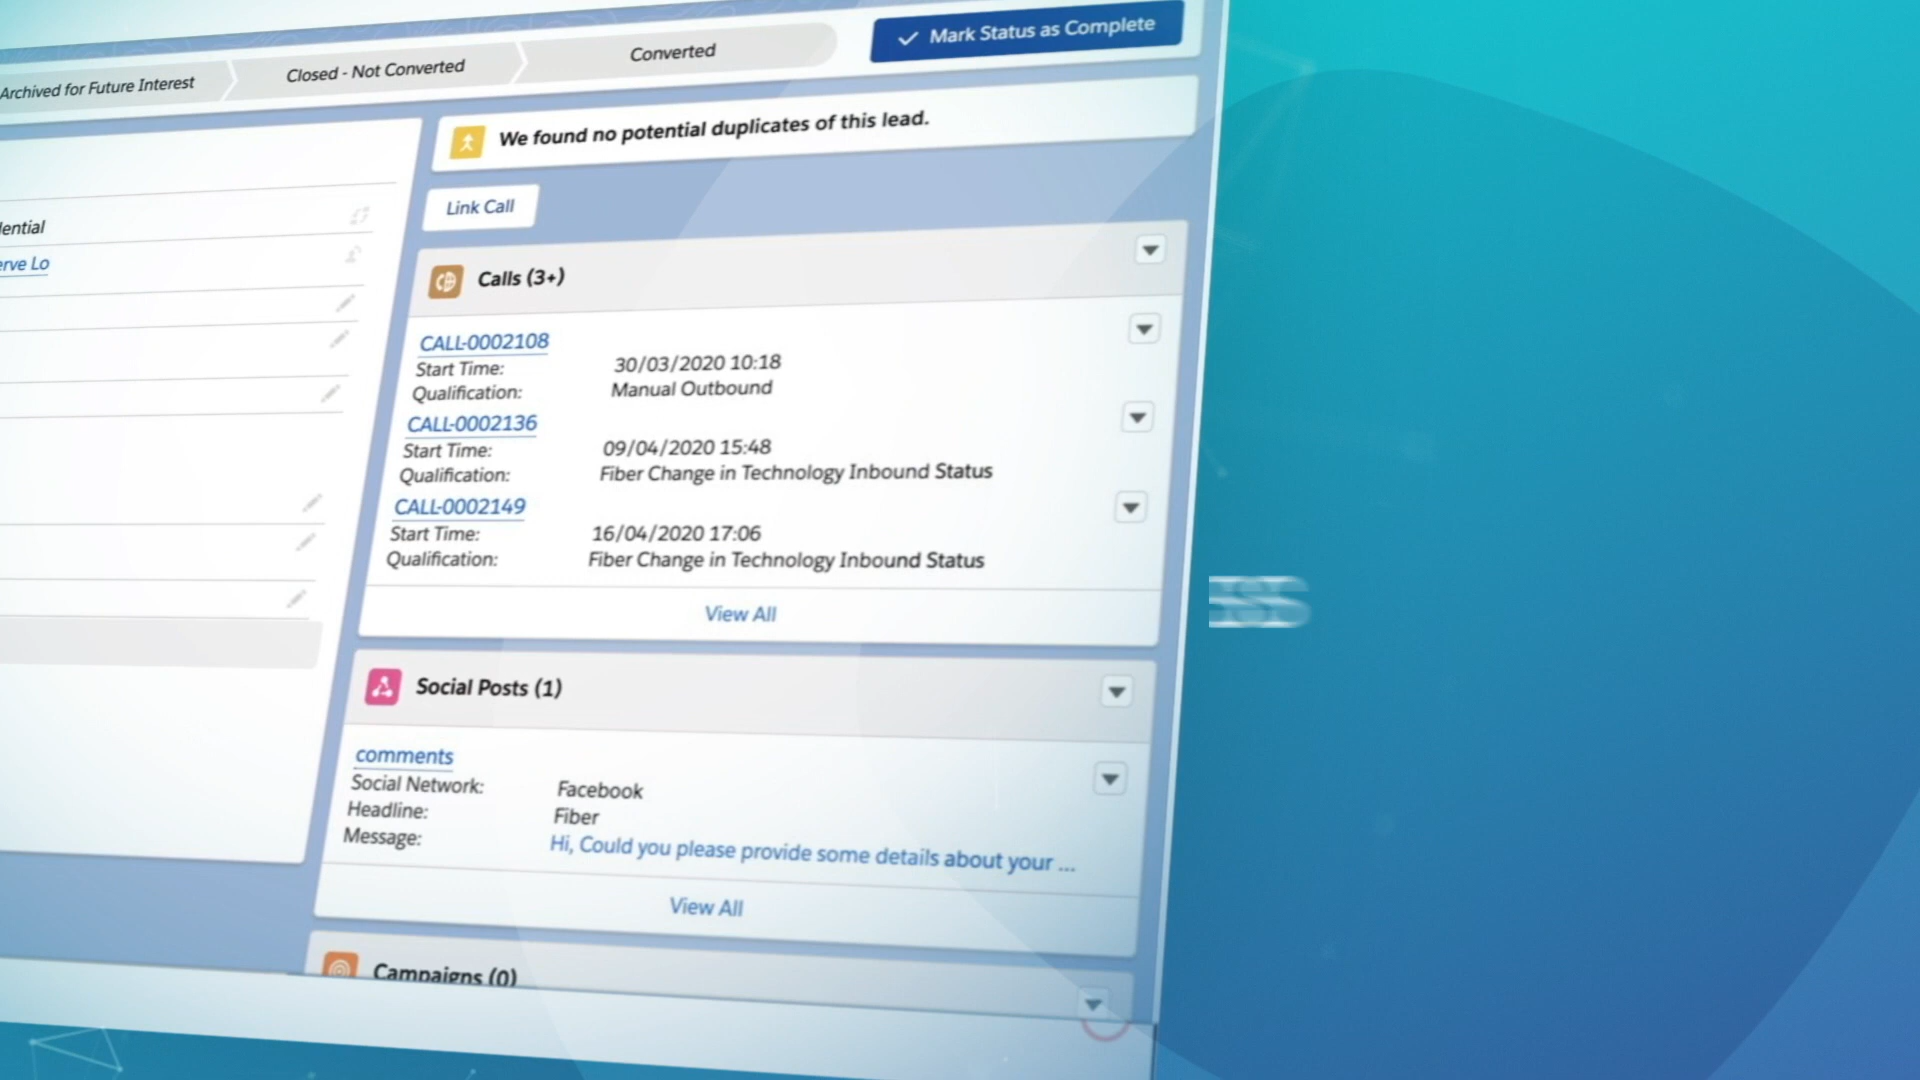 Archived for Future Interest
Closed - Not Converted
Converted
Mark Status as Complete
We found no potential duplicates of this lead.
Link Call
Lo
Calls (3+)
CALL-0002108
Start Time: 30/03/2020 10:18
Qualification: Manual Outbound
CALL-0002136
Start Time: 09/04/2020 15:48
Qualification: Fiber Change in Technology Inbound Status
CALL-0002149
Start Time: 16/04/2020 17:06
Qualification: Fiber Change in Technology Inbound Status
View All
Social Posts (1)
comments
Social Network: Facebook
Headline: Fiber
Message: Hi, Could you please provide some details about your ...
View All
Campaigns (0)